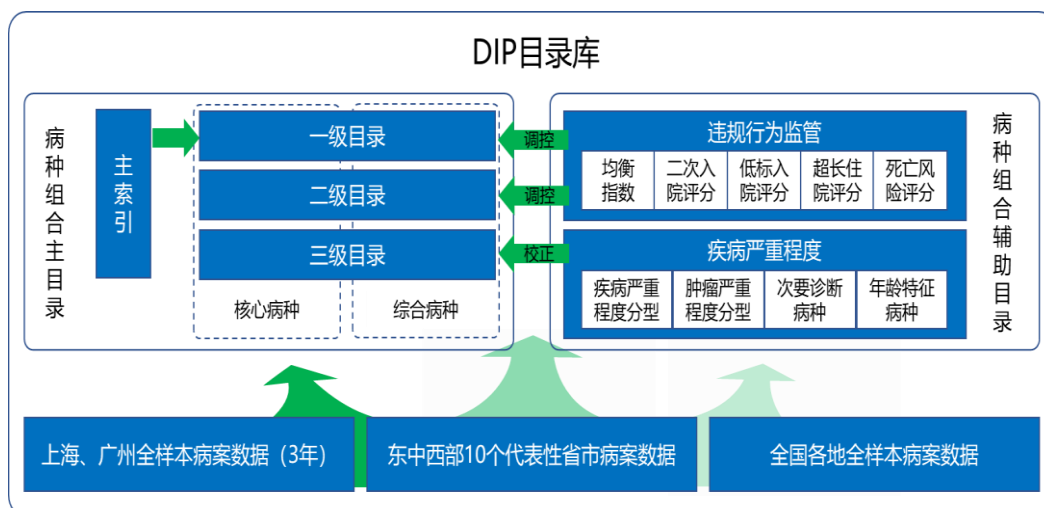 DIP目录库
病种组合主目录
主索引
一级目录
二级目录
三级目录
核心病种
综合病种
调控
调控
校正
违规行为监管
均衡
指数
二次入
院评分
低标入
院评分
超长住
院评分
死亡风
险评分
疾病严重程度
疾病严重
程度分型
肿瘤严重
程度分型
次要诊断
病种
年龄特征
病种
病种组合辅助目录
上海、广州全样本病案数据（3年）
东中西部10个代表性省市病案数据
全国各地全样本病案数据